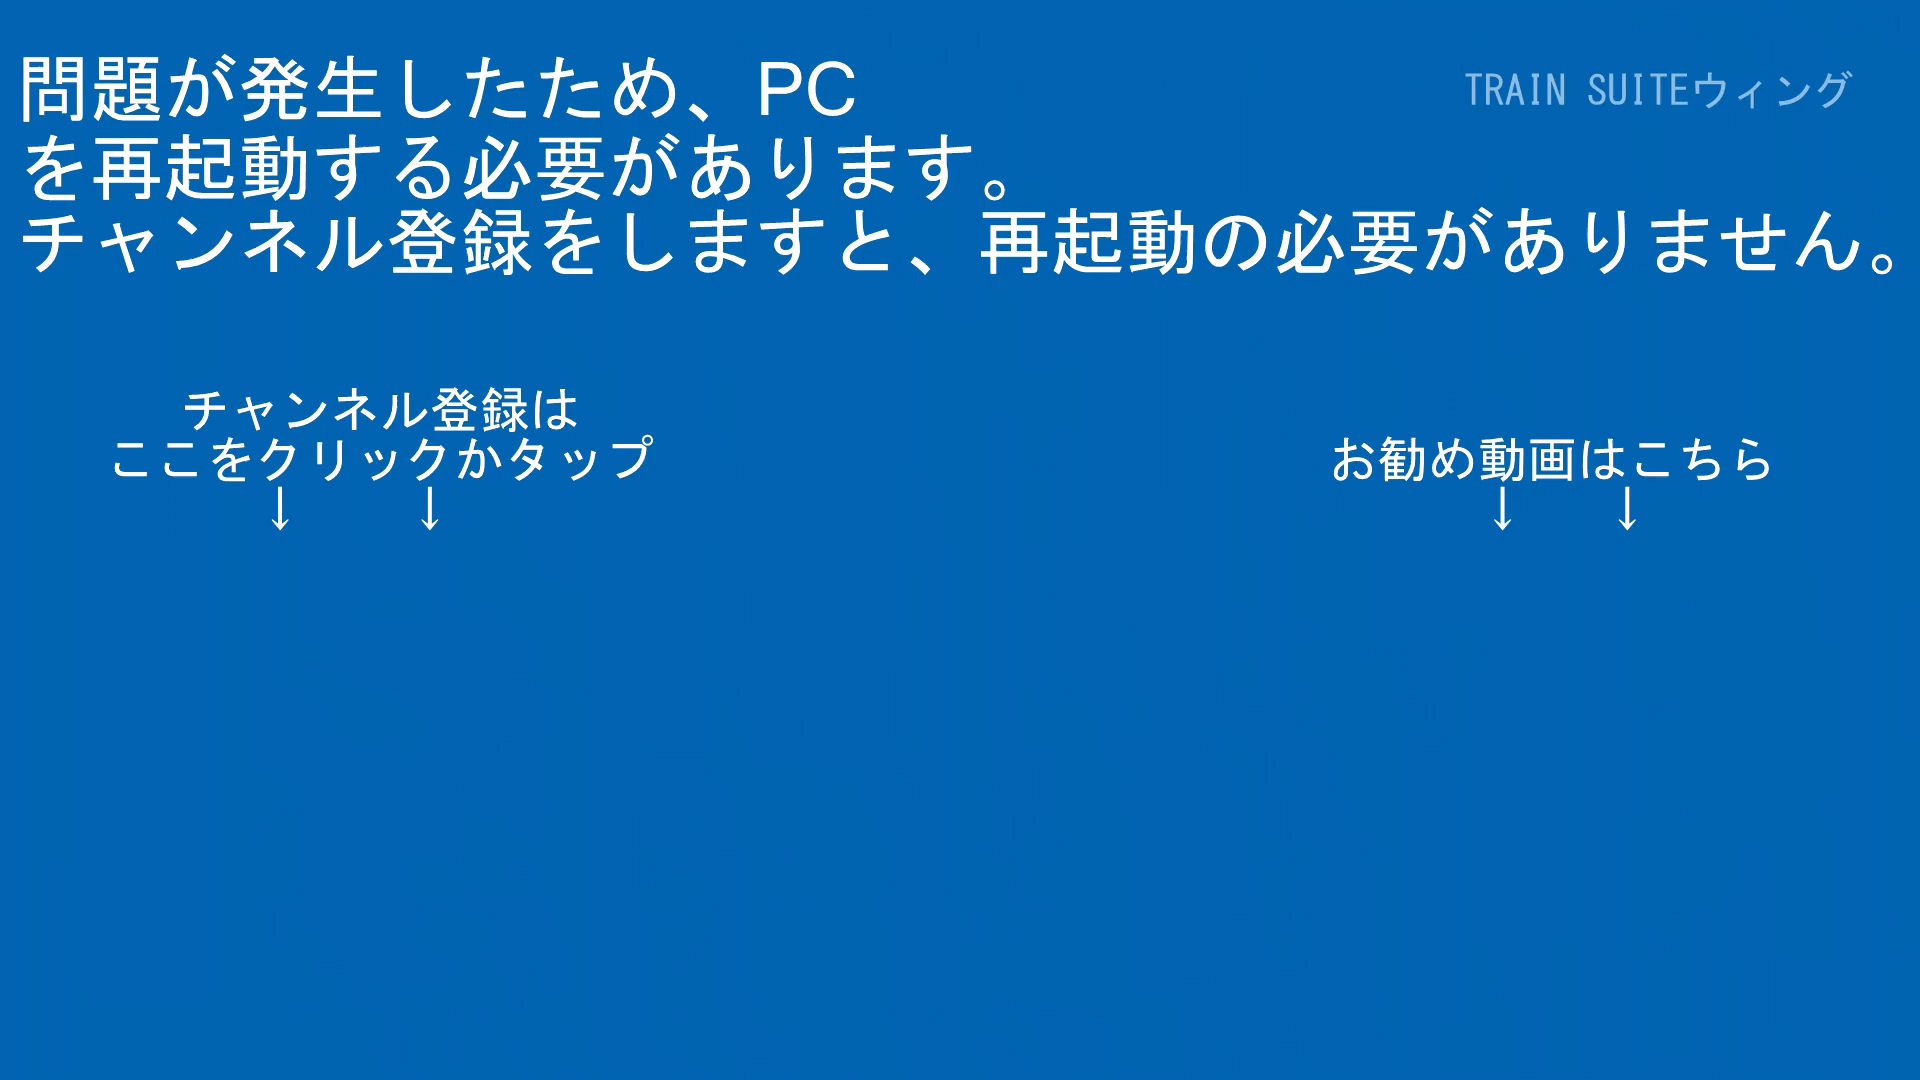 問題が発生したため、PC
を再起動する必要があります。
チャンネル登録をしますと、再起動の必要がありません。
TRAIN SUITEウィング
チャンネル登録は
ここをクリックかタップ
↓ ↓
お勧め動画はこちら
↓ ↓